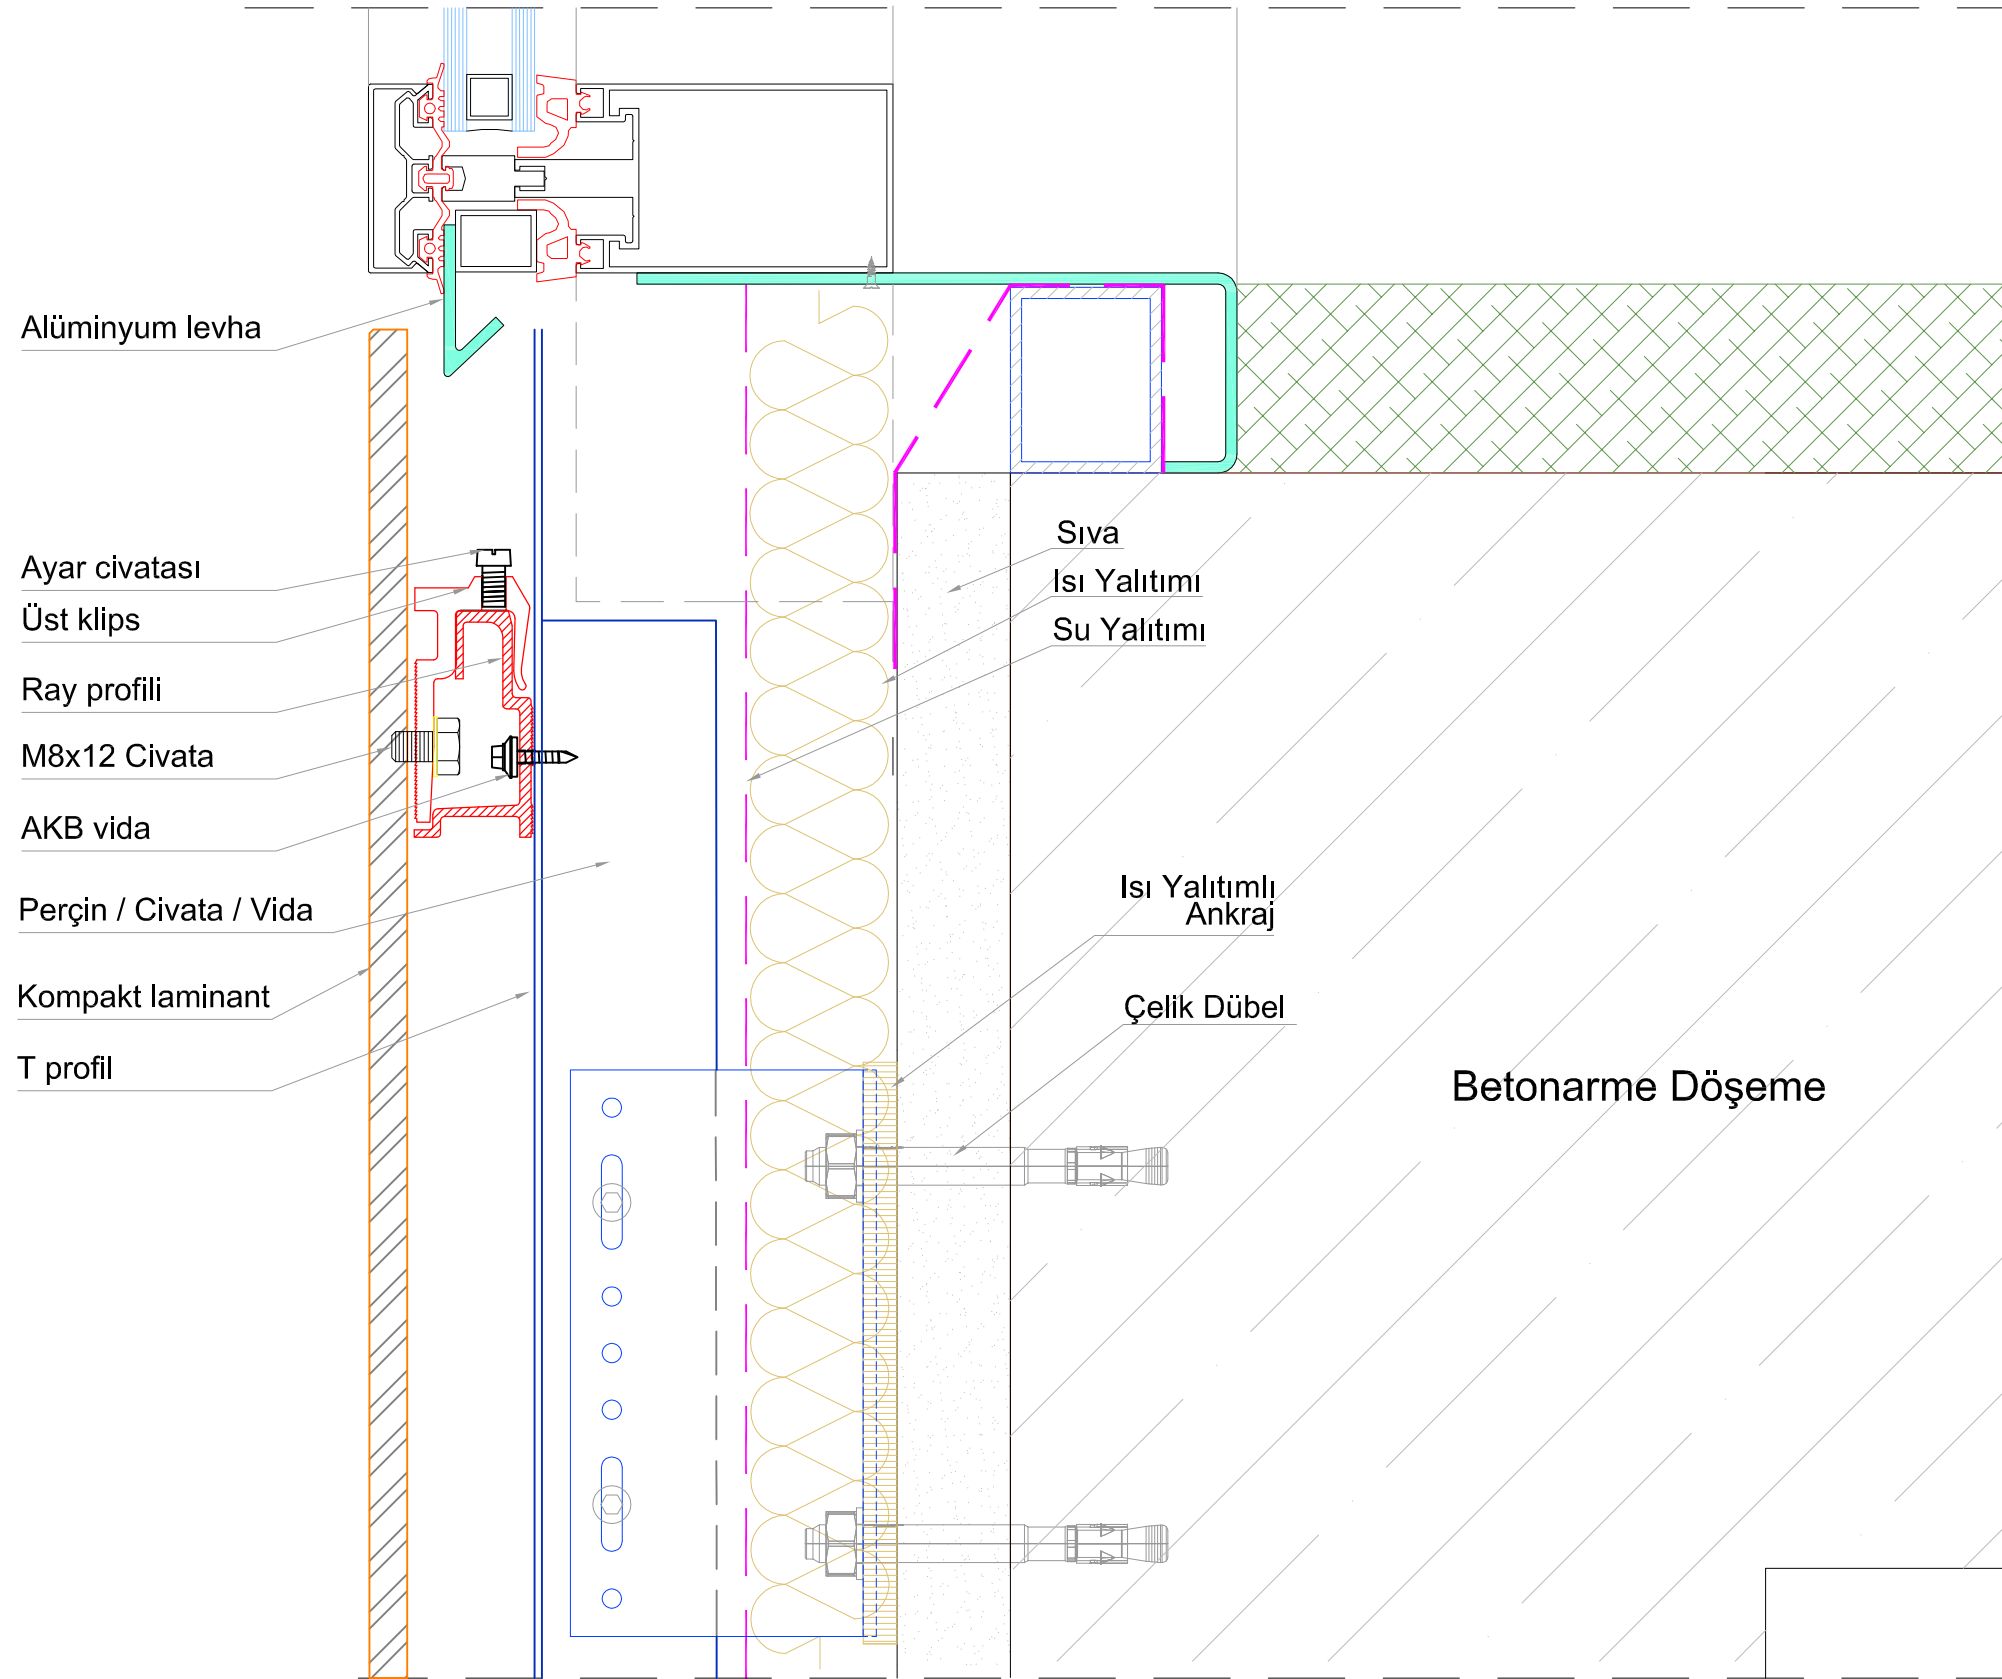 Alüminyum levha
Ayar civatası
Üst klips
Ray profili
M8x12 Civata
AKB vida
Perçin / Civata / Vida
Kompakt laminant
T profil
Sıva
Isı Yalıtımı
Su Yalıtımı
Isı Yalıtımlı
Ankraj
Çelik Dübel
Betonarme Döşeme